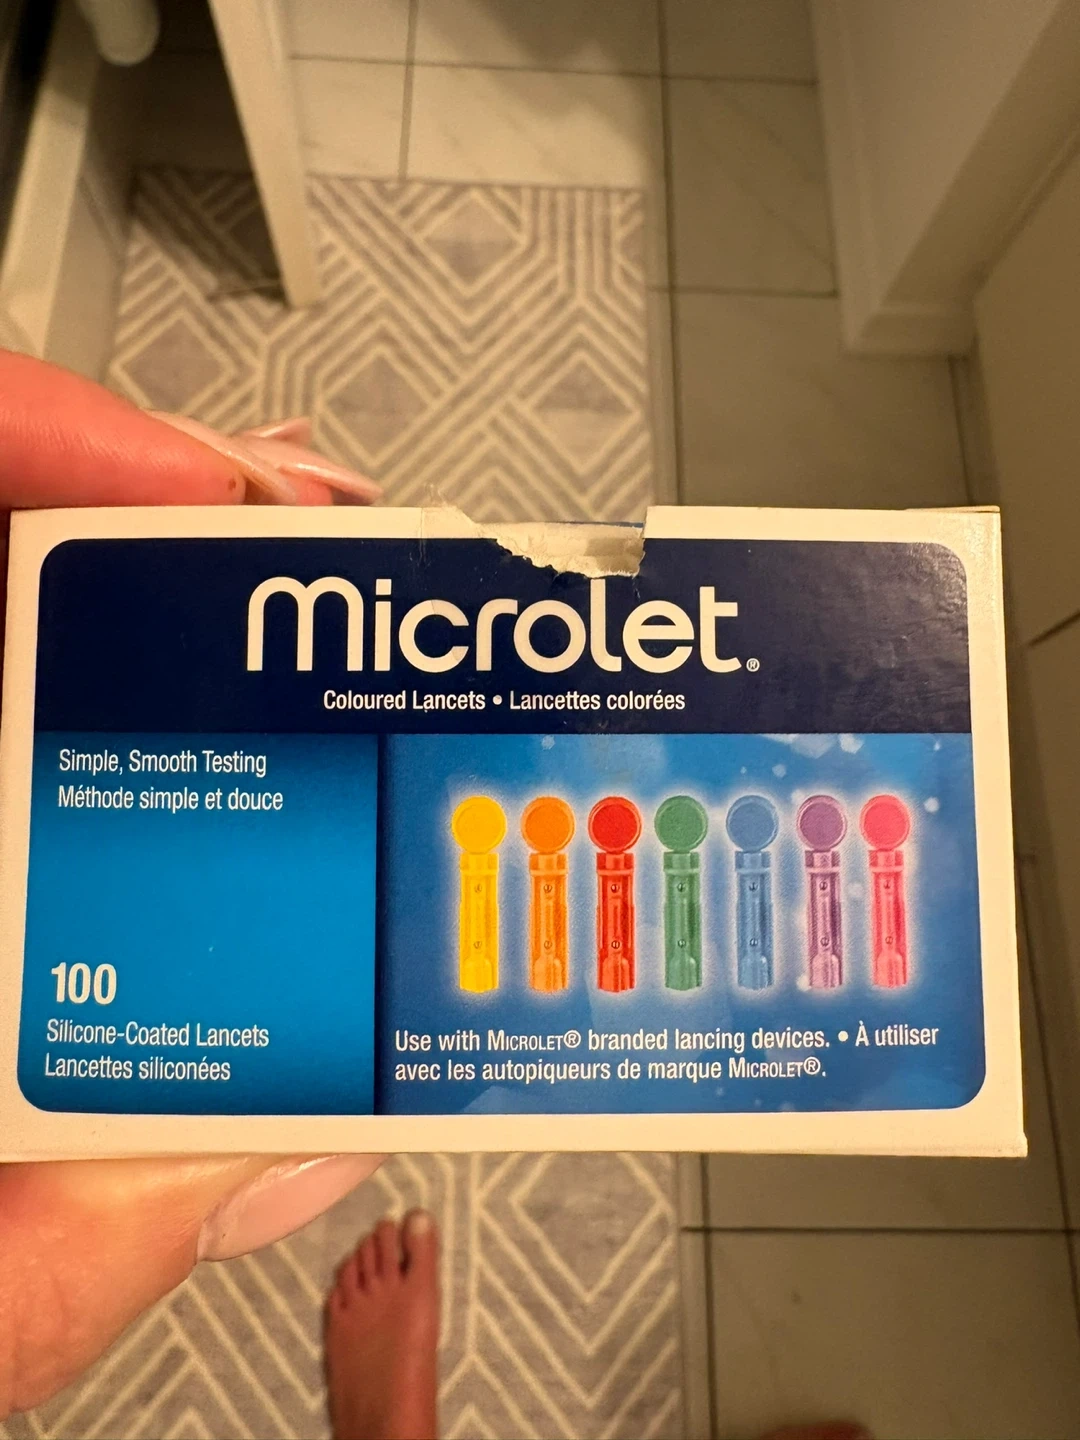 Microlet®
Coloured Lancets • Lancettes colorées
Simple, Smooth Testing
Méthode simple et douce
100
Silicone-Coated Lancets
Lancettes siliconées
Use with MICROLET® branded lancing devices. • À utiliser
avec les autopiqueurs de marque MICROLET®.